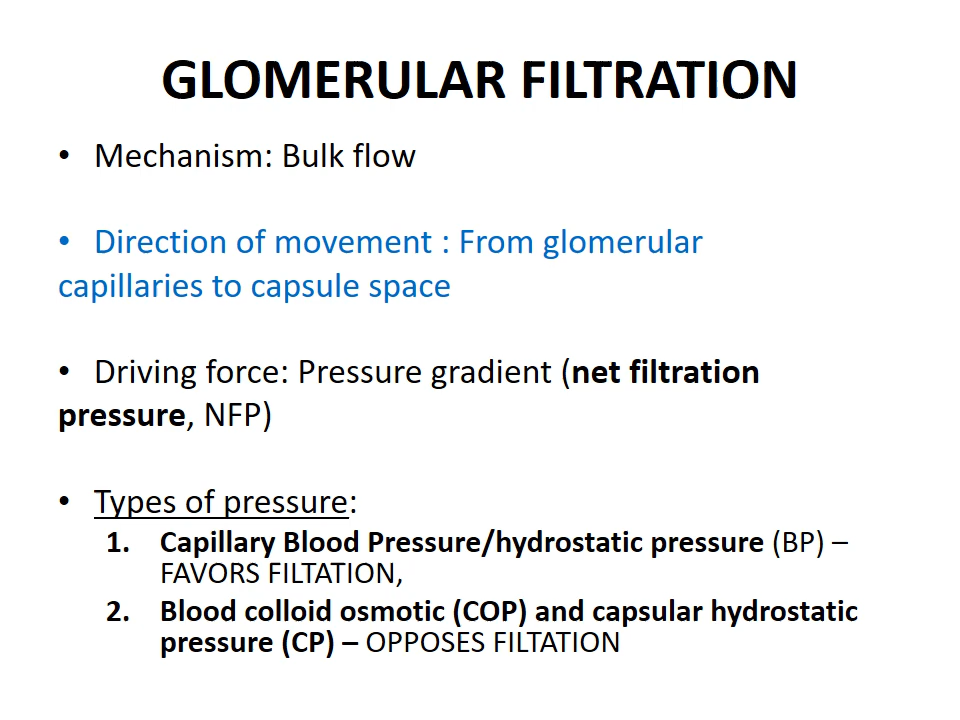 GLOMERULAR FILTRATION
• Mechanism: Bulk flow
• Direction of movement : From glomerular
capillaries to capsule space
• Driving force: Pressure gradient (net filtration
pressure, NFP)
• Types of pressure:
1. Capillary Blood Pressure/hydrostatic pressure (BP) –
FAVORS FILTATION,
2. Blood colloid osmotic (COP) and capsular hydrostatic
pressure (CP) – OPPOSES FILTATION